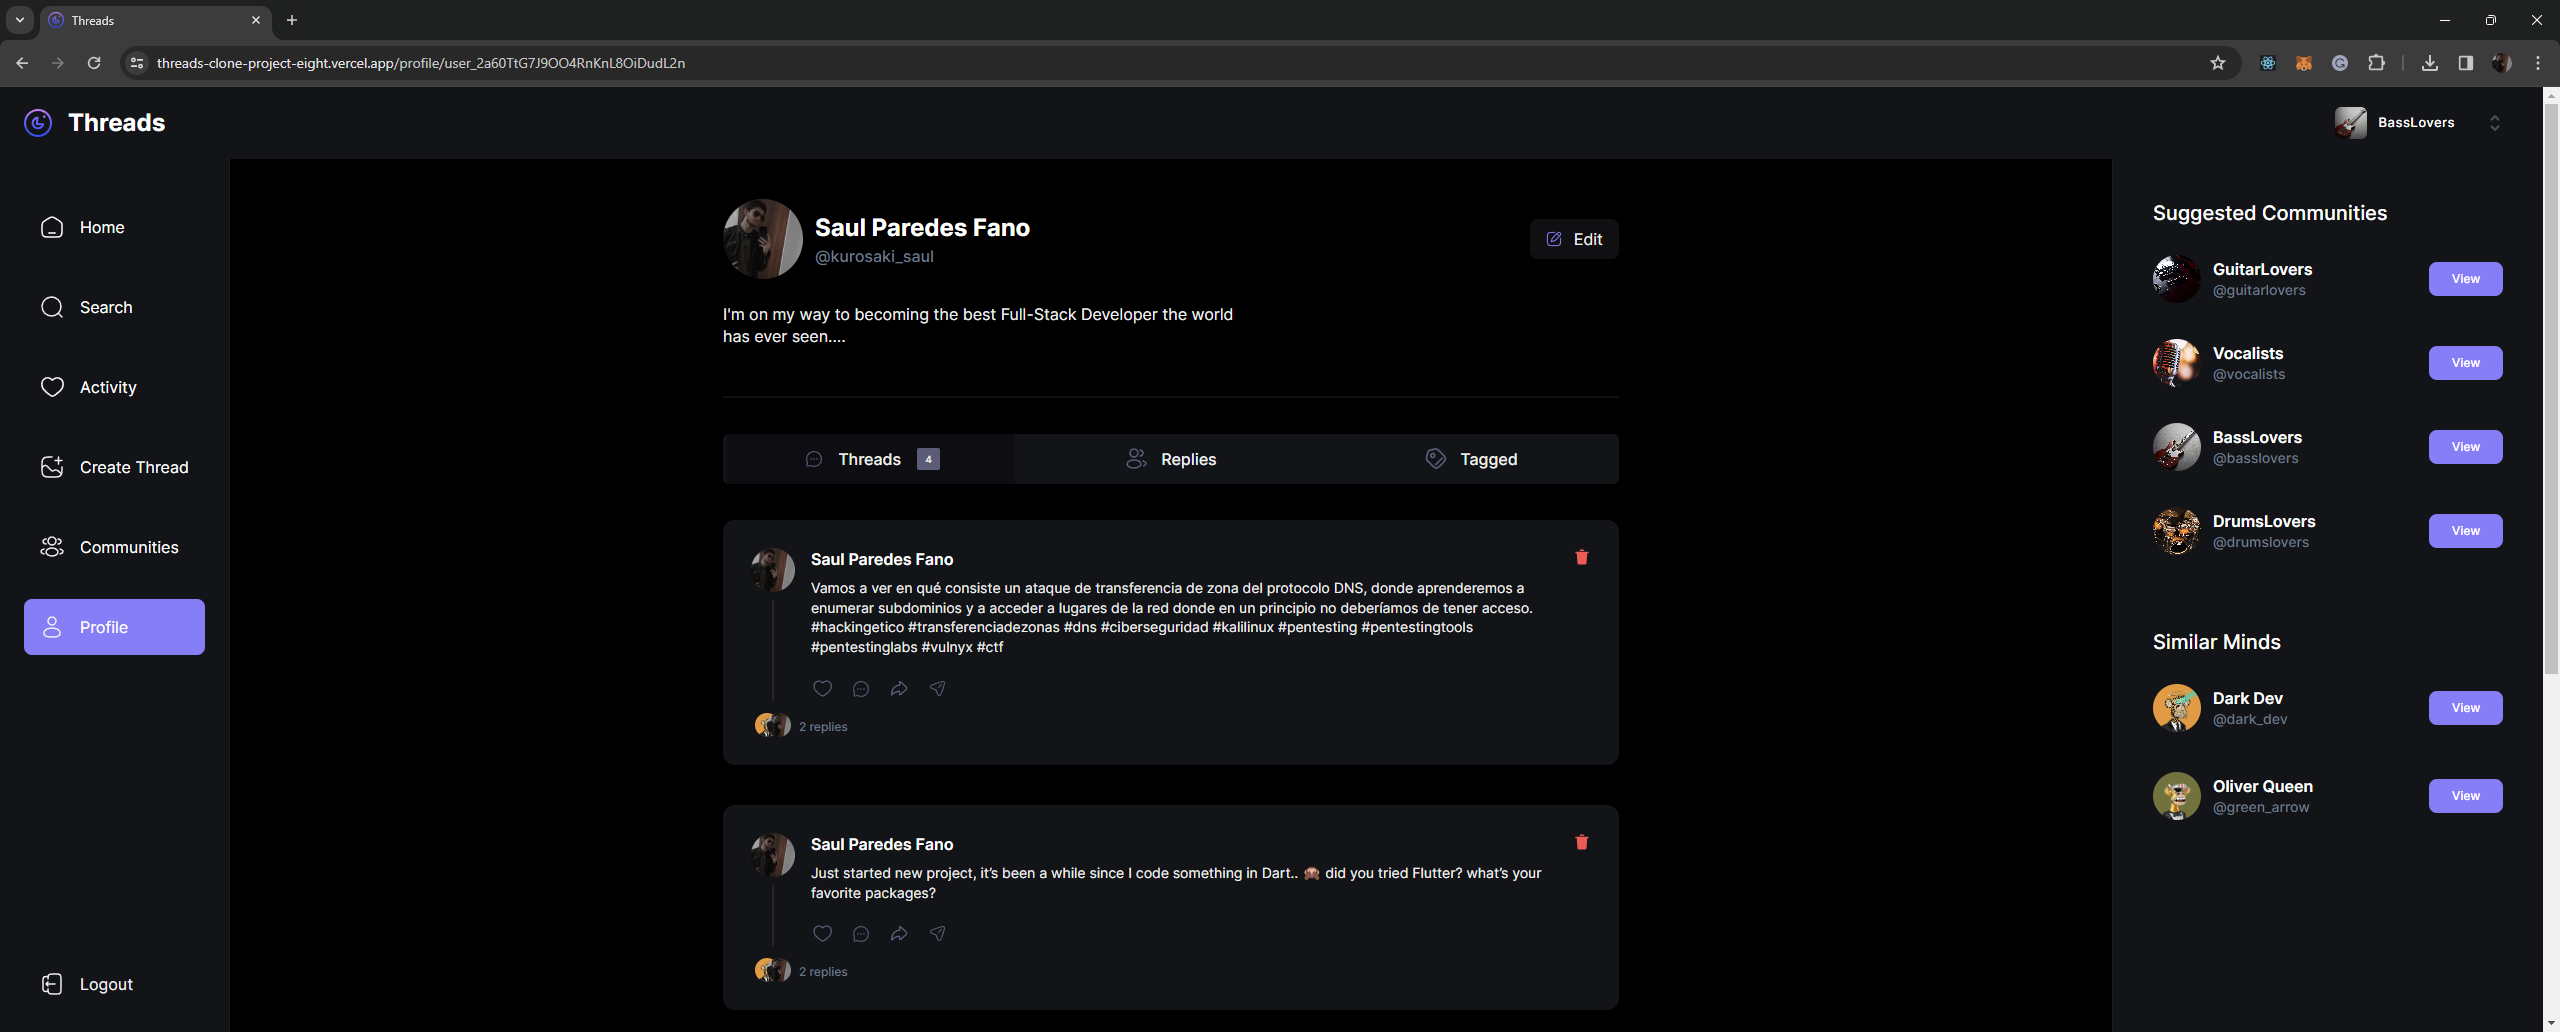 Threads
threads-clone-project-eight.vercel.app/profile/user_2a60TtG7J9OO4RnKnL8OiDudL2n
Threads
BassLovers
Home
Search
Activity
Create Thread
Communities
Profile
Logout
Saul Paredes Fano
@kurosaki_saul
Edit
I'm on my way to becoming the best Full-Stack Developer the world
has ever seen....
Threads 4
Replies
Tagged
Saul Paredes Fano
Vamos a ver en qué consiste un ataque de transferencia de zona del protocolo DNS, donde aprenderemos a
enumerar subdominios y a acceder a lugares de la red donde en un principio no deberíamos de tener acceso.
#hackingetico #transferenciadezonas #dns #ciberseguridad #kalilinux #pentesting #pentestingtools
#pentestinglabs #vulnyx #ctf
2 replies
Saul Paredes Fano
Just started new project, it’s been a while since I code something in Dart.. 🙈 did you tried Flutter? what’s your
favorite packages?
2 replies
Suggested Communities
GuitarLovers
@guitarlovers
View
Vocalists
@vocalists
View
BassLovers
@basslovers
View
DrumsLovers
@drumslovers
View
Similar Minds
Dark Dev
@dark_dev
View
Oliver Queen
@green_arrow
View